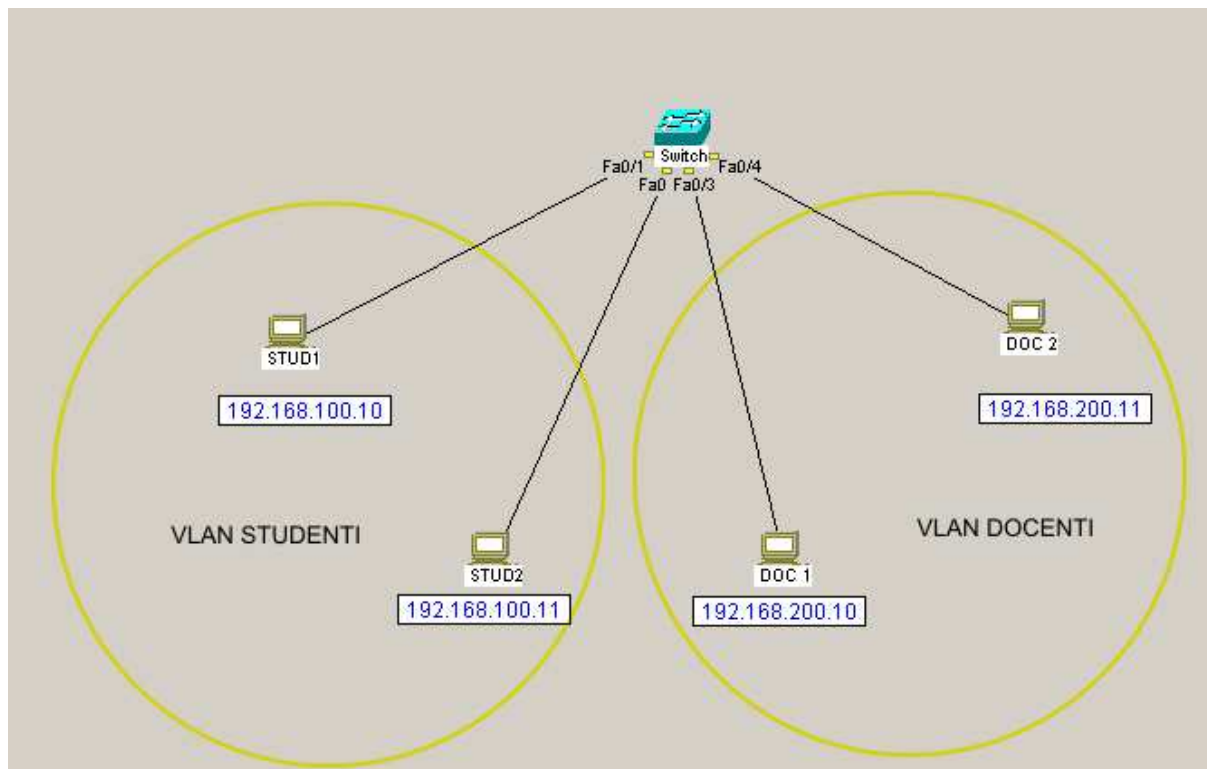 Switch
Fa0/1
Fa0/4
Fa0
Fa0/3
STUD1
DOC 2
192.168.100.10
192.168.200.11
VLAN STUDENTI
VLAN DOCENTI
STUD2
DOC 1
192.168.100.11
192.168.200.10